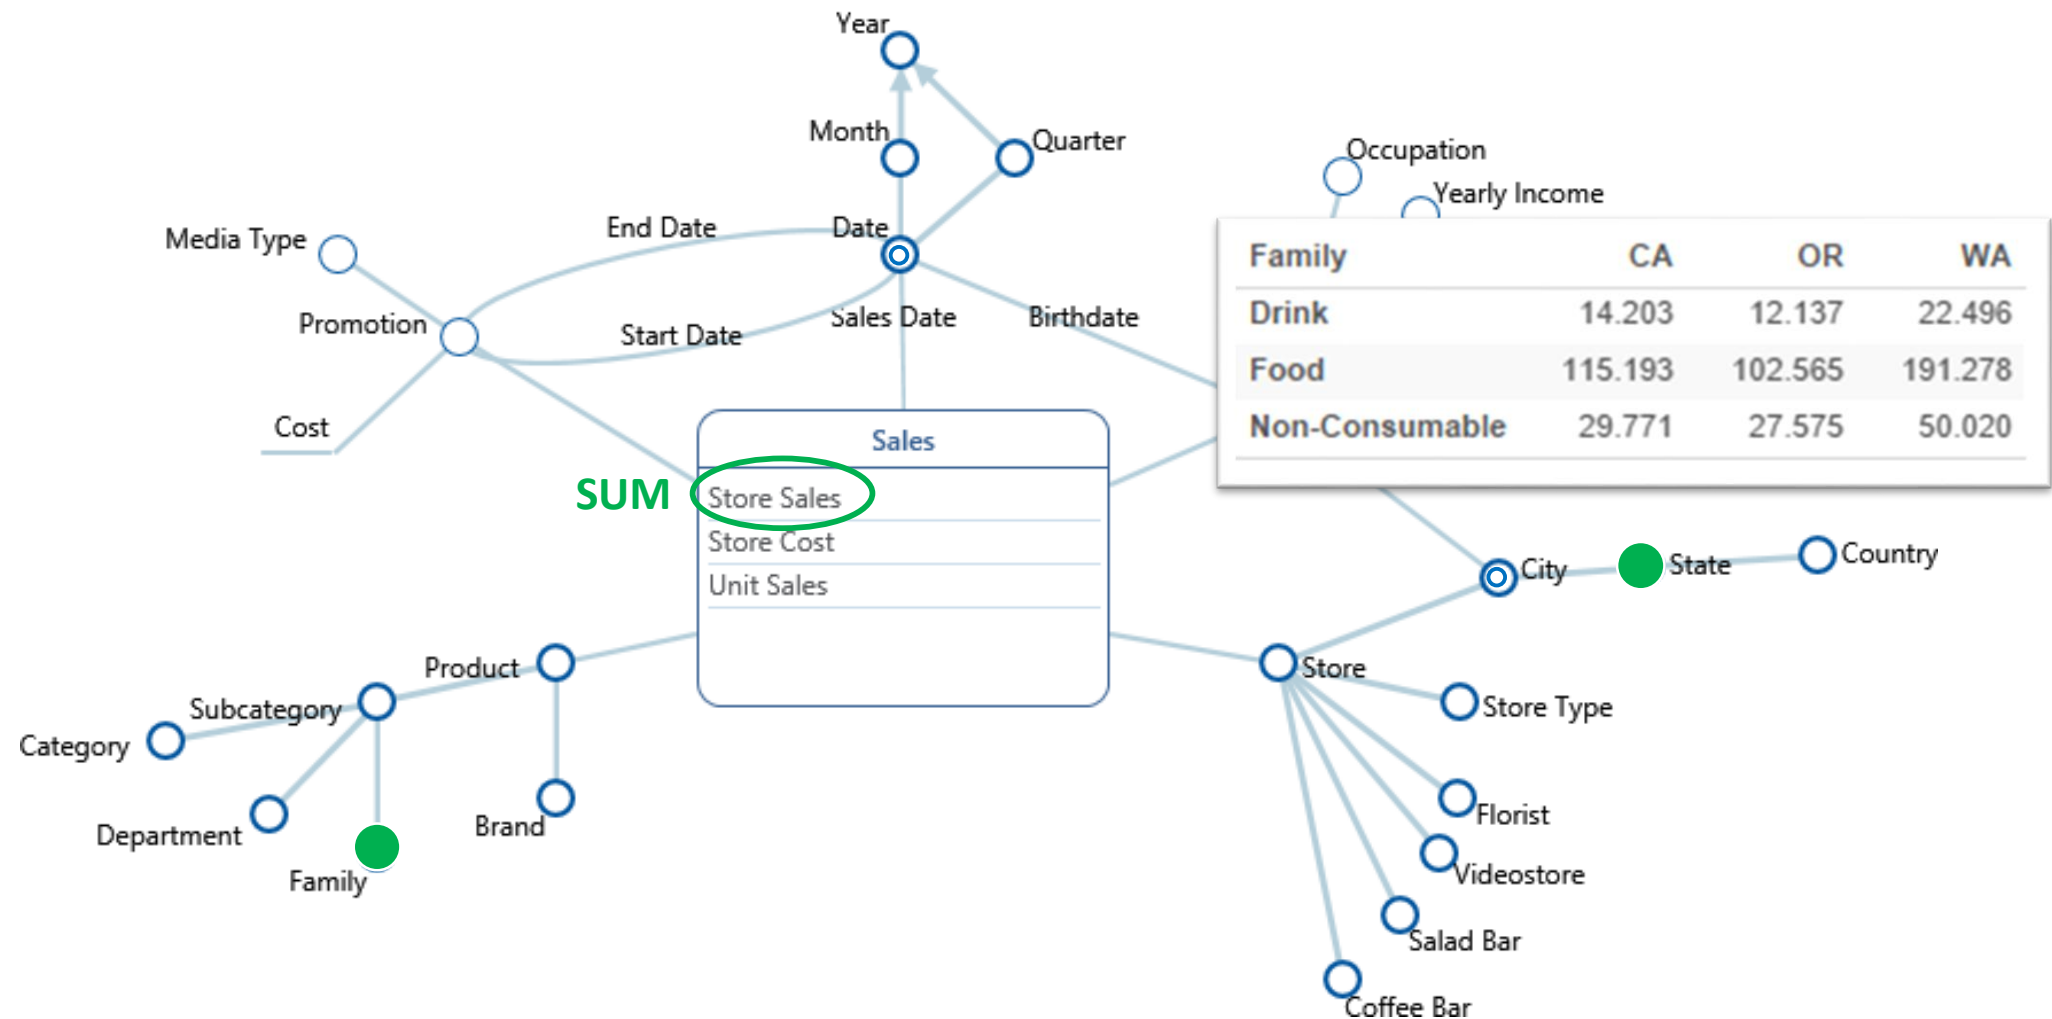 Year
Month
Quarter
Occupation
Yearly Income
End Date
Date
Media Type
Promotion
Start Date
Sales Date
Birthdate
Family CA OR WA
Drink 14.203 12.137 22.496
Food 115.193 102.565 191.278
Non-Consumable 29.771 27.575 50.020
Cost
Sales
SUM
Store Sales
Store Cost
Unit Sales
City
State
Country
Product
Store
Subcategory
Store Type
Category
Department
Brand
Florist
Family
Videostore
Salad Bar
Coffee Bar